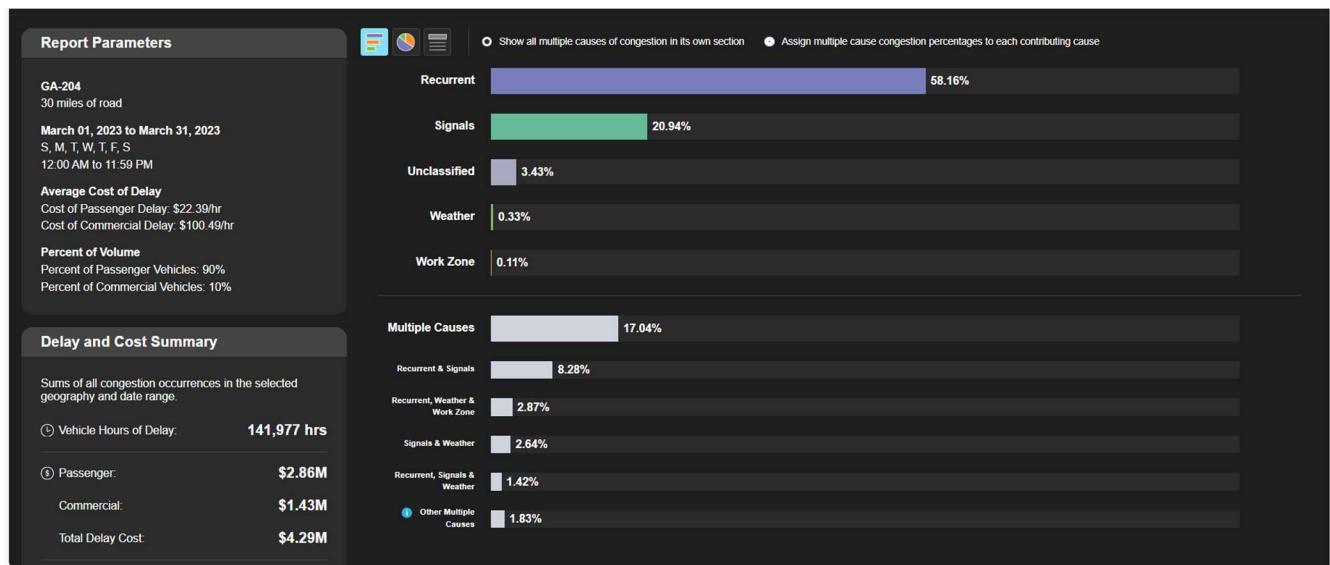 Report Parameters
GA-204
30 miles of road
March 01, 2023 to March 31, 2023
S, M, T, W, T, F, S
12:00 AM to 11:59 PM
Average Cost of Delay
Cost of Passenger Delay: $22.39/hr
Cost of Commercial Delay: $100.49/hr
Percent of Volume
Percent of Passenger Vehicles: 90%
Percent of Commercial Vehicles: 10%
Delay and Cost Summary
Sums of all congestion occurrences in the selected
geography and date range.
Vehicle Hours of Delay: 141,977 hrs
Passenger: $2.86M
Commercial: $1.43M
Total Delay Cost: $4.29M
Show all multiple causes of congestion in its own section
Assign multiple cause congestion percentages to each contributing cause
Recurrent 58.16%
Signals 20.94%
Unclassified 3.43%
Weather 0.33%
Work Zone 0.11%
Multiple Causes 17.04%
Recurrent & Signals 8.28%
Recurrent, Weather &
Work Zone 2.87%
Signals & Weather 2.64%
Recurrent, Signals &
Weather 1.42%
Other Multiple
Causes 1.83%